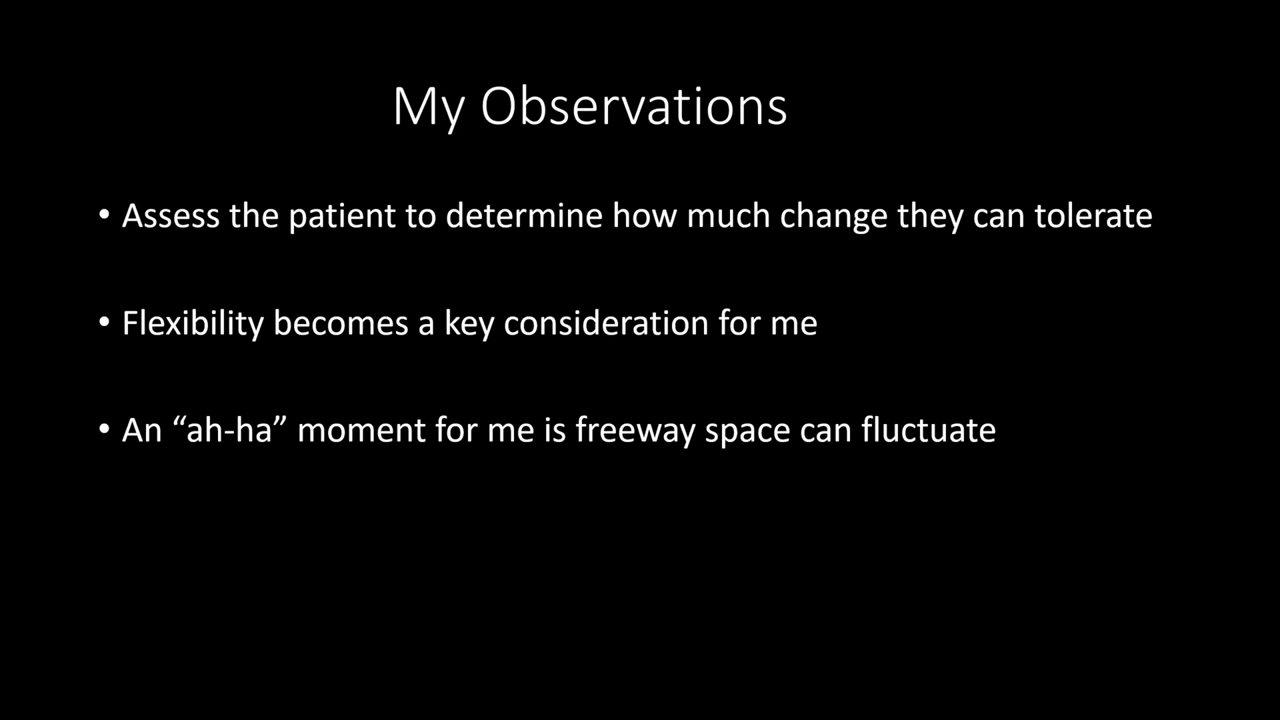 My Observations
• Assess the patient to determine how much change they can tolerate
• Flexibility becomes a key consideration for me
• An “ah-ha” moment for me is freeway space can fluctuate